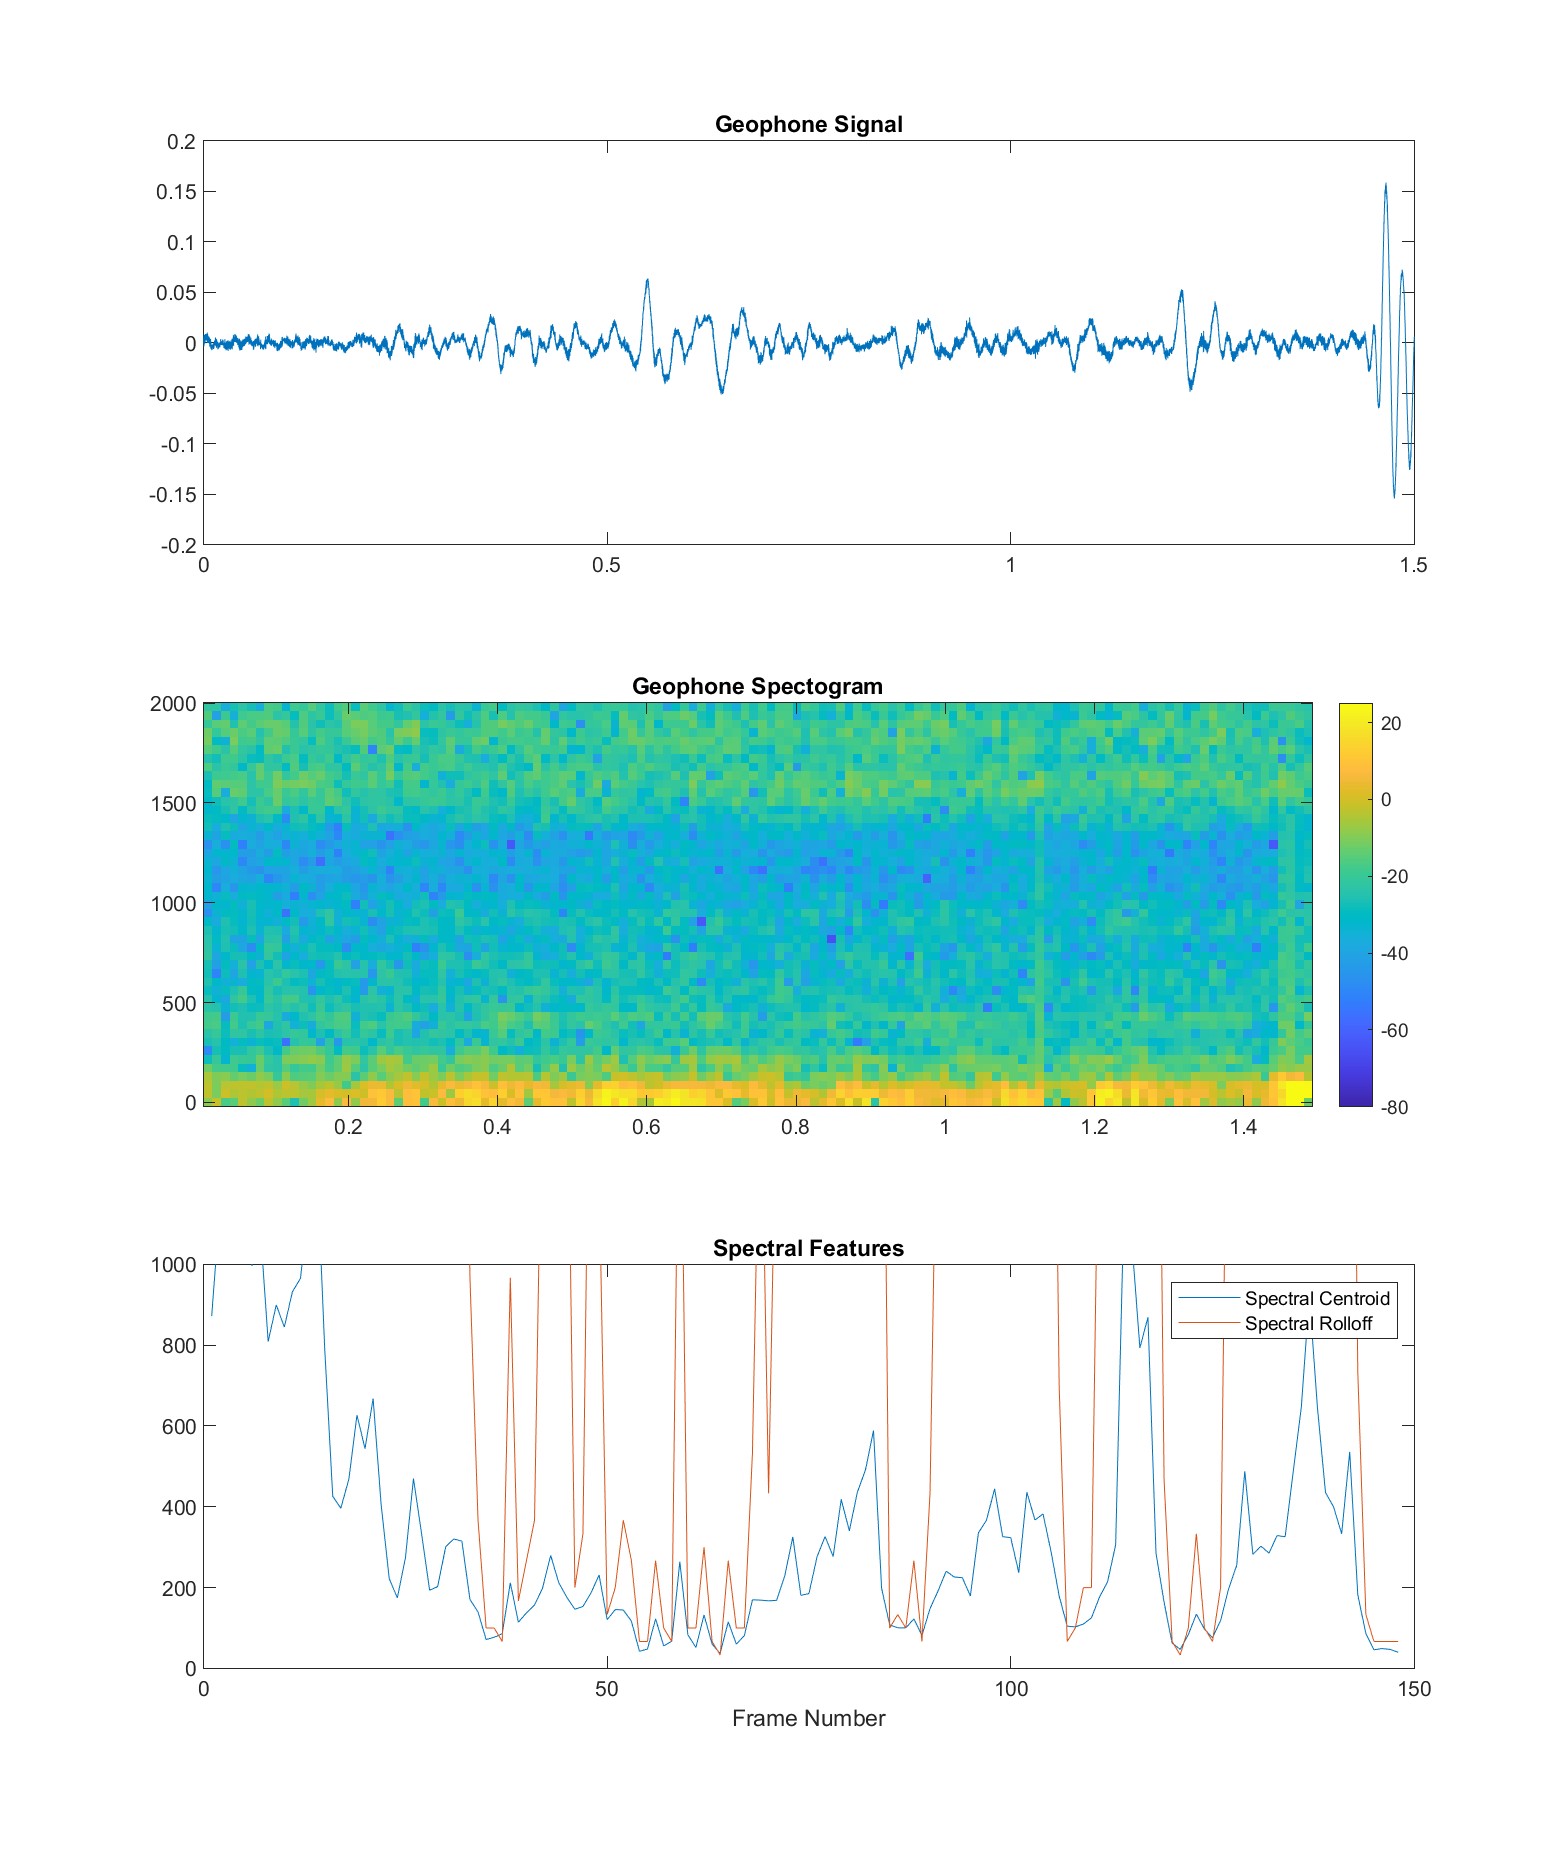 Geophone Signal
0.2
0.15
0.1
0.05
0
-0.05
-0.1
-0.15
-0.2
0 0.5 1 1.5
Geophone Spectogram
2000
1500
1000
500
0
0.2 0.4 0.6 0.8 1 1.2 1.4
20
0
-20
-40
-60
-80
Spectral Features
1000
800
600
400
200
0
Spectral Centroid
Spectral Rolloff
0 50 100 150
Frame Number